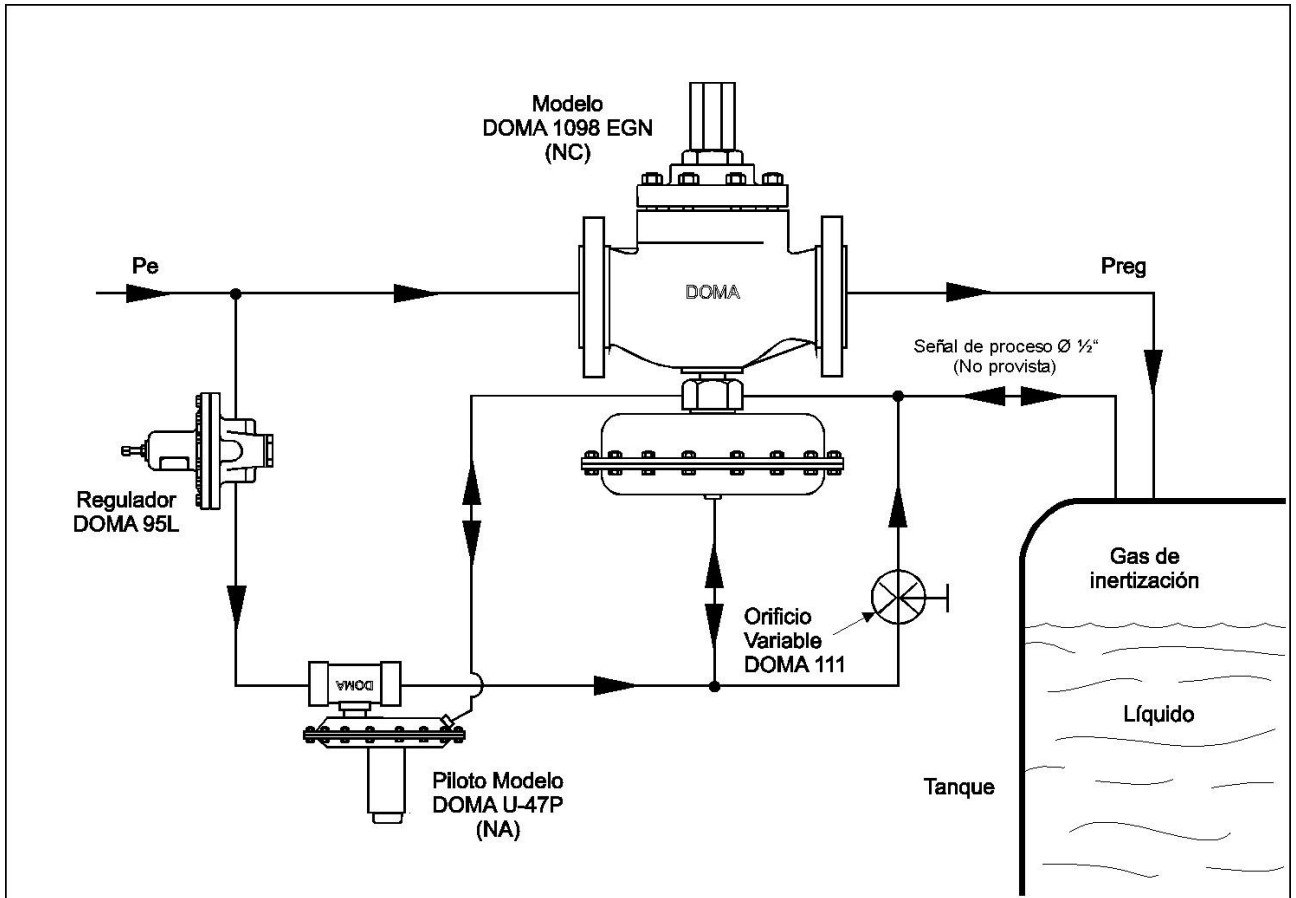 Modelo
DOMA 1098 EGN
(NC)
Pe
Preg
DOMA
Señal de proceso Ø ½“
(No provista)
Regulador
DOMA 95L
Gas de
inertización
Orificio
Variable
DOMA 111
DOMA
Líquido
Piloto Modelo
DOMA U-47P
(NA)
Tanque